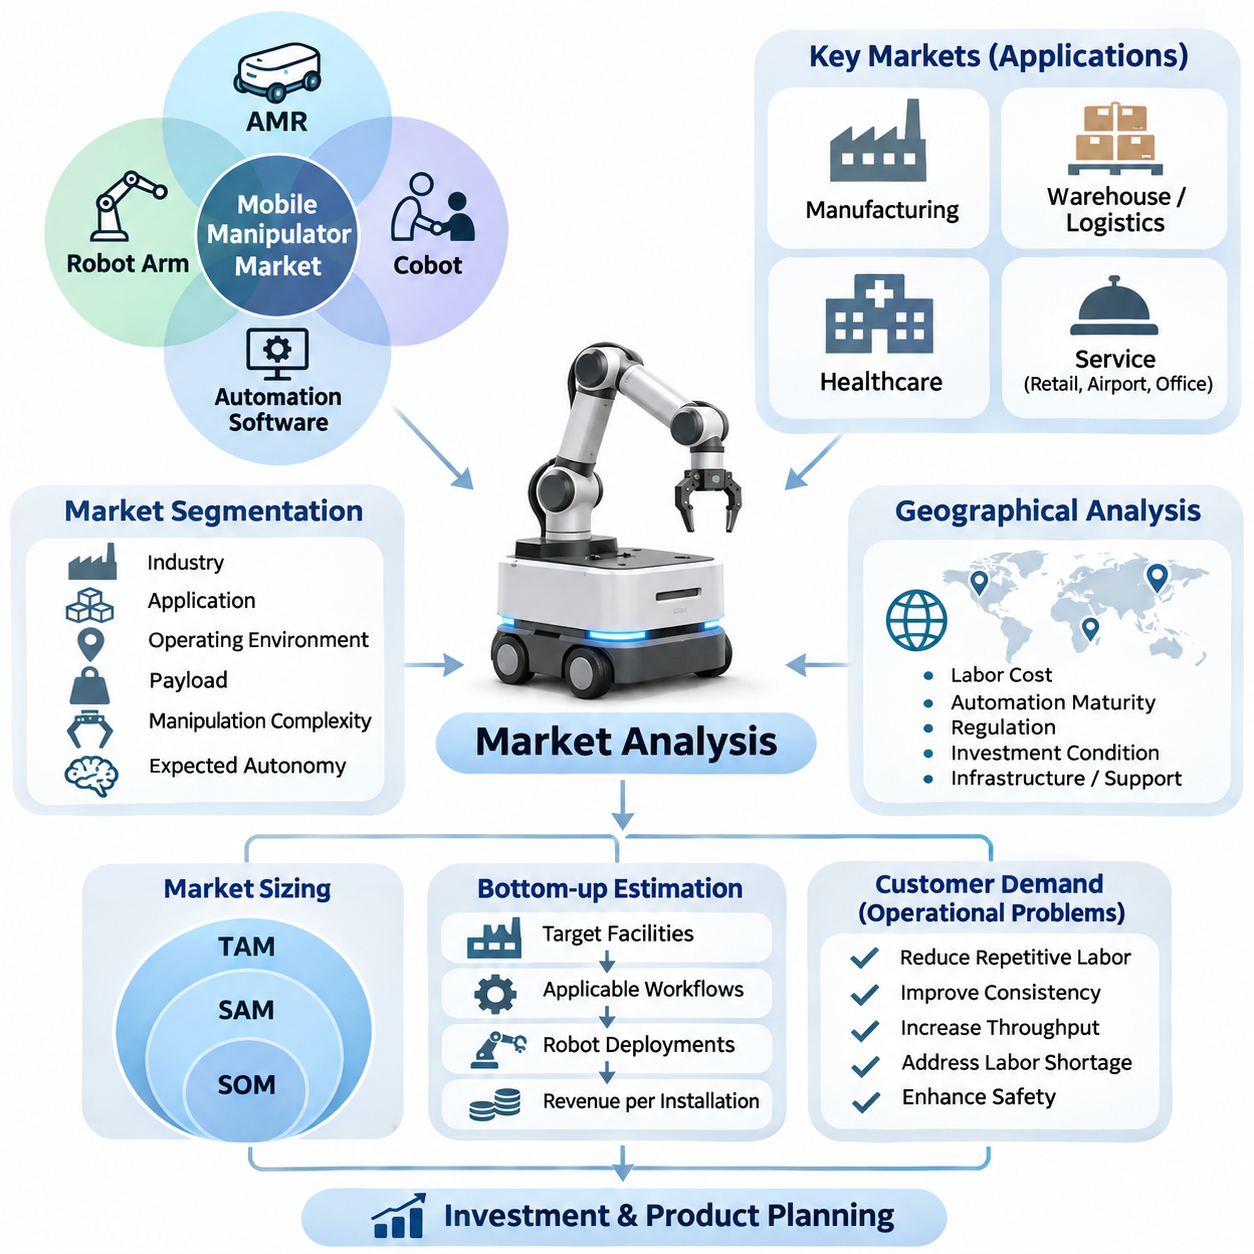 AMR
Robot Arm
Mobile
Manipulator
Market
Cobot
Automation
Software
Key Markets (Applications)
Manufacturing
Warehouse /
Logistics
Healthcare
Service
(Retail, Airport, Office)
Market Segmentation
Industry
Application
Operating Environment
Payload
Manipulation Complexity
Expected Autonomy
Geographical Analysis
• Labor Cost
• Automation Maturity
• Regulation
• Investment Condition
• Infrastructure / Support
Market Analysis
Market Sizing
TAM
SAM
SOM
Bottom-up Estimation
Target Facilities
Applicable Workflows
Robot Deployments
Revenue per Installation
Customer Demand
(Operational Problems)
Reduce Repetitive Labor
Improve Consistency
Increase Throughput
Address Labor Shortage
Enhance Safety
Investment & Product Planning